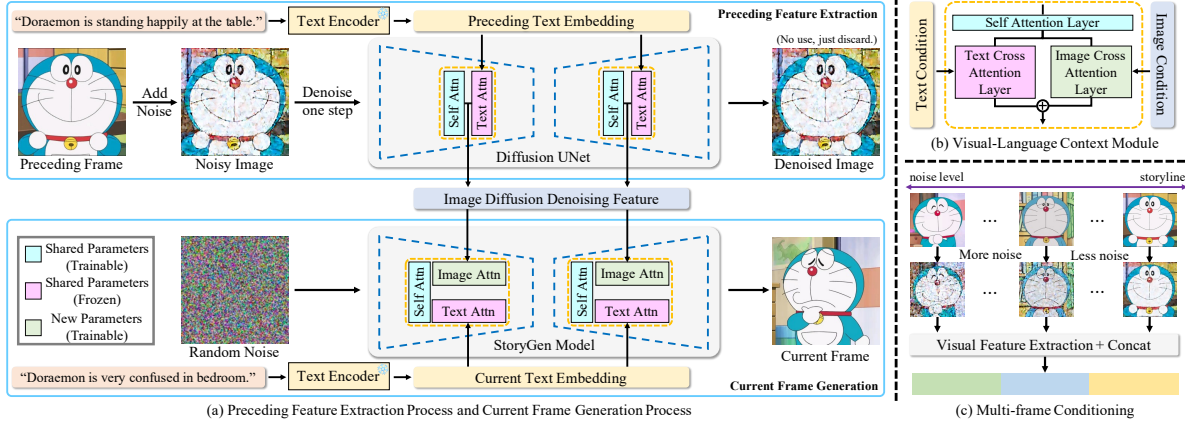 “Doraemon is standing happily at the table.”
Text Encoder
Preceding Text Embedding
Preceding Feature Extraction
(No use, just discard.)
Add
Noise
Denoise
one step
Self Attn
Text Attn
Self Attn
Text Attn
Preceding Frame
Noisy Image
Diffusion UNet
Denoised Image
Image Diffusion Denoising Feature
Shared Parameters
(Trainable)
Shared Parameters
(Frozen)
New Parameters
(Trainable)
Self Attn
Image Attn
Text Attn
Self Attn
Image Attn
Text Attn
Random Noise
StoryGen Model
Current Frame
“Doraemon is very confused in bedroom.”
Text Encoder
Current Text Embedding
Current Frame Generation
(a) Preceding Feature Extraction Process and Current Frame Generation Process
Text Condition
Self Attention Layer
Text Cross
Attention
Layer
Image Cross
Attention
Layer
Image Condition
(b) Visual-Language Context Module
noise level
storyline
...
...
More noise
Less noise
...
...
Visual Feature Extraction + Concat
(c) Multi-frame Conditioning